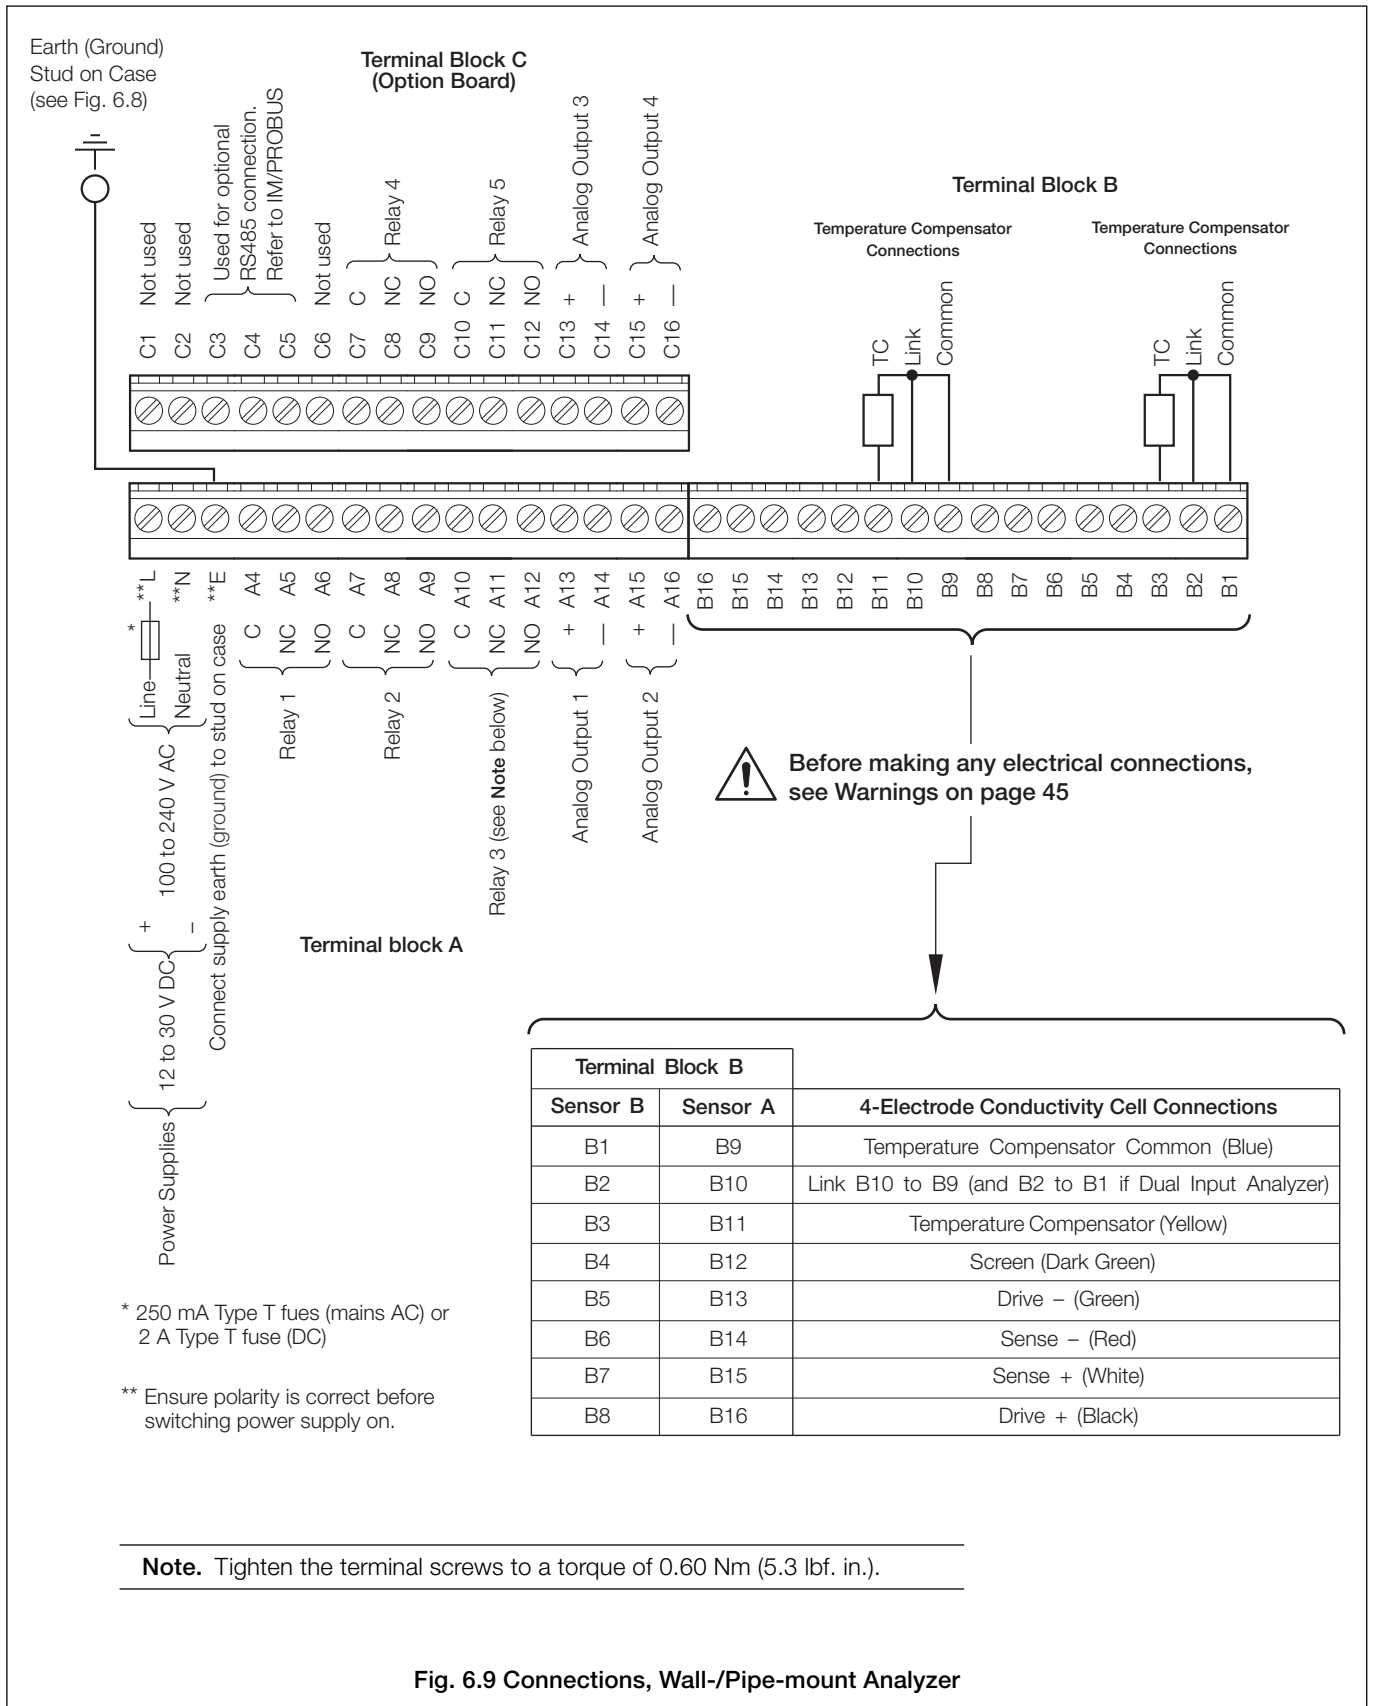 Earth (Ground)
Stud on Case
(see Fig. 6.8)
Terminal Block C
(Option Board)
Used for optional
RS485 connection.
Refer to IM/PROBUS
Relay 4
Relay 5
Analog Output 3
Analog Output 4
Not used
Not used
Not used
C NC NO C NC NO + — + —
C1 C2 C3 C4 C5 C6 C7 C8 C9 C10 C11 C12 C13 C14 C15 C16
Terminal Block B
Temperature Compensator
Connections
Temperature Compensator
Connections
TC Link Common
TC Link Common
**L **N **E A4 A5 A6 A7 A8 A9 A10 A11 A12 A13 A14 A15 A16 B16 B15 B14 B13 B12 B11 B10 B9 B8 B7 B6 B5 B4 B3 B2 B1
*
Line
Neutral
C NC NO C NC NO C NC NO + — + —
Relay 1
Relay 2
Relay 3 (see Note below)
Analog Output 1
Analog Output 2
100 to 240 V AC
+ –
12 to 30 V DC
Power Supplies
Connect supply earth (ground) to stud on case
Terminal block A
Before making any electrical connections,
see Warnings on page 45
Terminal Block B
Sensor B Sensor A 4-Electrode Conductivity Cell Connections
B1 B9 Temperature Compensator Common (Blue)
B2 B10 Link B10 to B9 (and B2 to B1 if Dual Input Analyzer)
B3 B11 Temperature Compensator (Yellow)
B4 B12 Screen (Dark Green)
B5 B13 Drive – (Green)
B6 B14 Sense – (Red)
B7 B15 Sense + (White)
B8 B16 Drive + (Black)
* 250 mA Type T fues (mains AC) or
2 A Type T fuse (DC)
** Ensure polarity is correct before
switching power supply on.
Note. Tighten the terminal screws to a torque of 0.60 Nm (5.3 lbf. in.).
Fig. 6.9 Connections, Wall-/Pipe-mount Analyzer